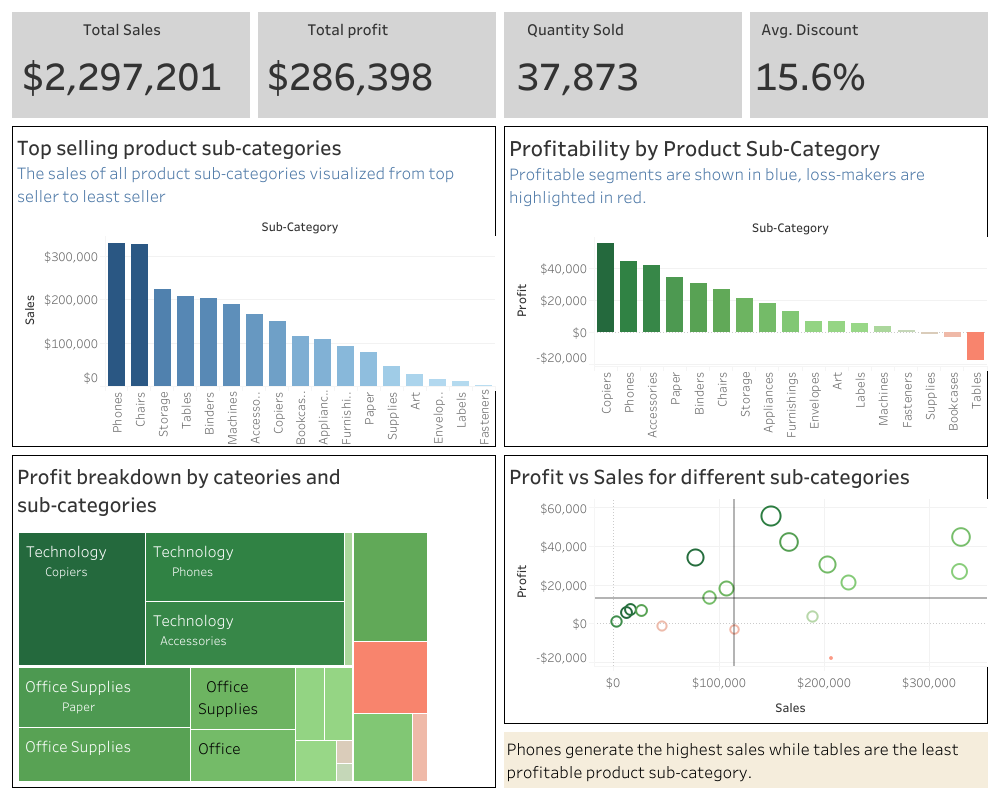 Total Sales
$2,297,201
Total profit
$286,398
Quantity Sold
37,873
Avg. Discount
15.6%
Top selling product sub-categories
The sales of all product sub-categories visualized from top
seller to least seller
Sub-Category
Sales
$300,000
$200,000
$100,000
$0
Phones
Chairs
Storage
Tables
Binders
Machines
Accesso..
Copiers
Bookcas..
Applianc..
Furnishi..
Paper
Supplies
Art
Envelop..
Labels
Fasteners
Profitability by Product Sub-Category
Profitable segments are shown in blue, loss-makers are
highlighted in red.
Sub-Category
Profit
$40,000
$20,000
$0
-$20,000
Copiers
Phones
Accessories
Paper
Binders
Chairs
Storage
Appliances
Furnishings
Envelopes
Art
Labels
Machines
Fasteners
Supplies
Bookcases
Tables
Profit breakdown by cateories and
sub-categories
Technology
Copiers
Technology
Phones
Technology
Accessories
Office Supplies
Paper
Office Supplies
Office
Supplies
Office
Profit vs Sales for different sub-categories
Profit
$60,000
$40,000
$20,000
$0
-$20,000
$0
$100,000
$200,000
$300,000
Sales
Phones generate the highest sales while tables are the least
profitable product sub-category.